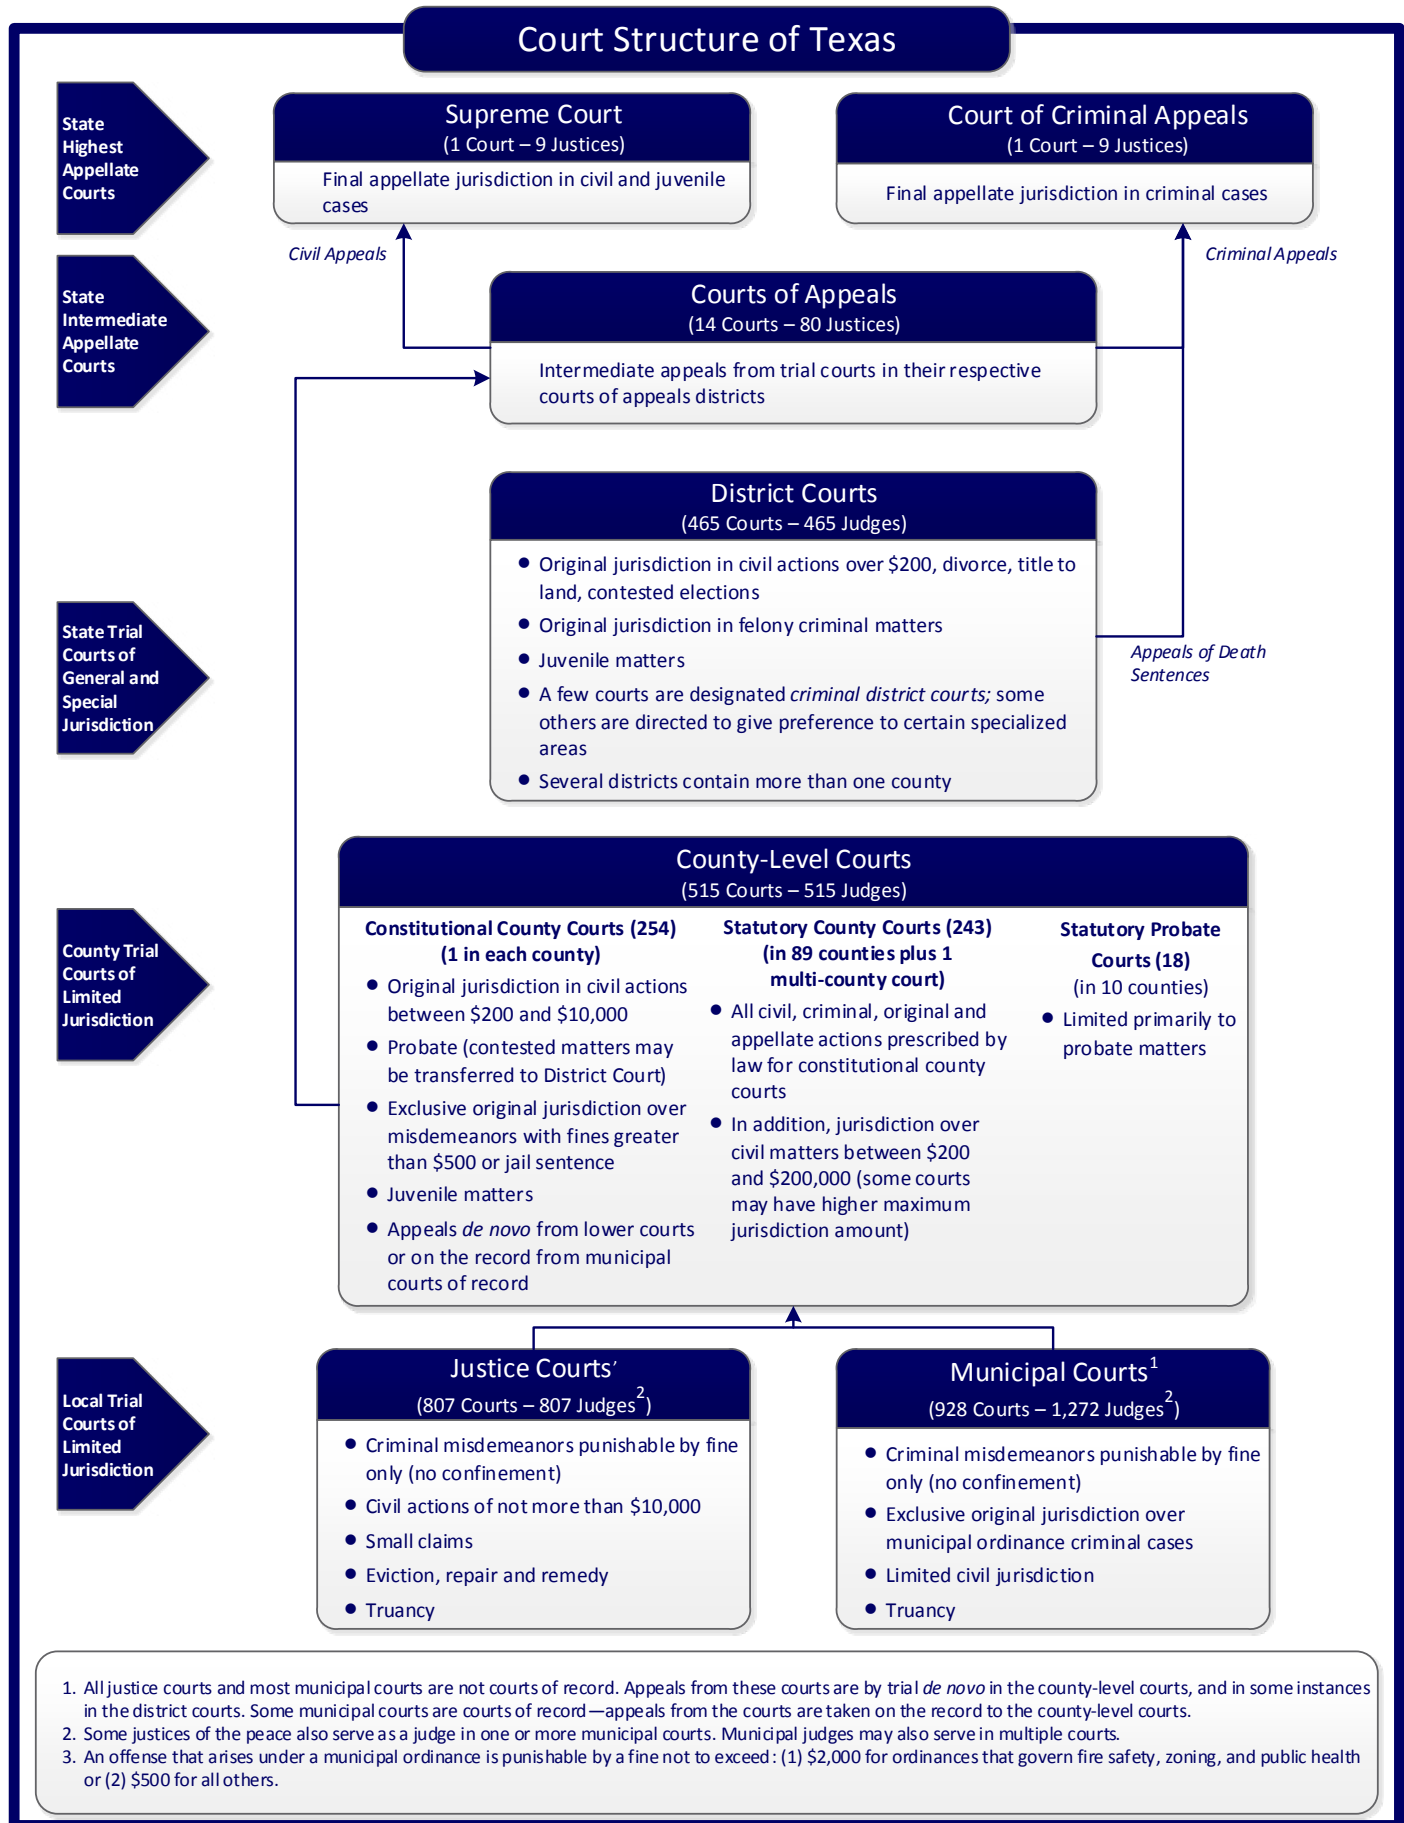 Court Structure of Texas
State
Highest
Appellate
Courts
Supreme Court
(1 Court – 9 Justices)
Final appellate jurisdiction in civil and juvenile
cases
Court of Criminal Appeals
(1 Court – 9 Justices)
Final appellate jurisdiction in criminal cases
Civil Appeals
Criminal Appeals
State
Intermediate
Appellate
Courts
Courts of Appeals
(14 Courts – 80 Justices)
Intermediate appeals from trial courts in their respective
courts of appeals districts
State Trial
Courts of
General and
Special
Jurisdiction
District Courts
(465 Courts – 465 Judges)
• Original jurisdiction in civil actions over $200, divorce, title to
land, contested elections
• Original jurisdiction in felony criminal matters
• Juvenile matters
• A few courts are designated criminal district courts; some
others are directed to give preference to certain specialized
areas
• Several districts contain more than one county
Appeals of Death
Sentences
County Trial
Courts of
Limited
Jurisdiction
County-Level Courts
(515 Courts – 515 Judges)
Constitutional County Courts (254)
(1 in each county)
• Original jurisdiction in civil actions
between $200 and $10,000
• Probate (contested matters may
be transferred to District Court)
• Exclusive original jurisdiction over
misdemeanors with fines greater
than $500 or jail sentence
• Juvenile matters
• Appeals de novo from lower courts
or on the record from municipal
courts of record
Statutory County Courts (243)
(in 89 counties plus 1
multi-county court)
• All civil, criminal, original and
appellate actions prescribed by
law for constitutional county
courts
• In addition, jurisdiction over
civil matters between $200
and $200,000 (some courts
may have higher maximum
jurisdiction amount)
Statutory Probate
Courts (18)
(in 10 counties)
• Limited primarily to
probate matters
Local Trial
Courts of
Limited
Jurisdiction
Justice Courts’
(807 Courts – 807 Judges²)
• Criminal misdemeanors punishable by fine
only (no confinement)
• Civil actions of not more than $10,000
• Small claims
• Eviction, repair and remedy
• Truancy
Municipal Courts¹
(928 Courts – 1,272 Judges²)
• Criminal misdemeanors punishable by fine
only (no confinement)
• Exclusive original jurisdiction over
municipal ordinance criminal cases
• Limited civil jurisdiction
• Truancy
1. All justice courts and most municipal courts are not courts of record. Appeals from these courts are by trial de novo in the county-level courts, and in some instances
in the district courts. Some municipal courts are courts of record—appeals from the courts are taken on the record to the county-level courts.
2. Some justices of the peace also serve as a judge in one or more municipal courts. Municipal judges may also serve in multiple courts.
3. An offense that arises under a municipal ordinance is punishable by a fine not to exceed: (1) $2,000 for ordinances that govern fire safety, zoning, and public health
or (2) $500 for all others.